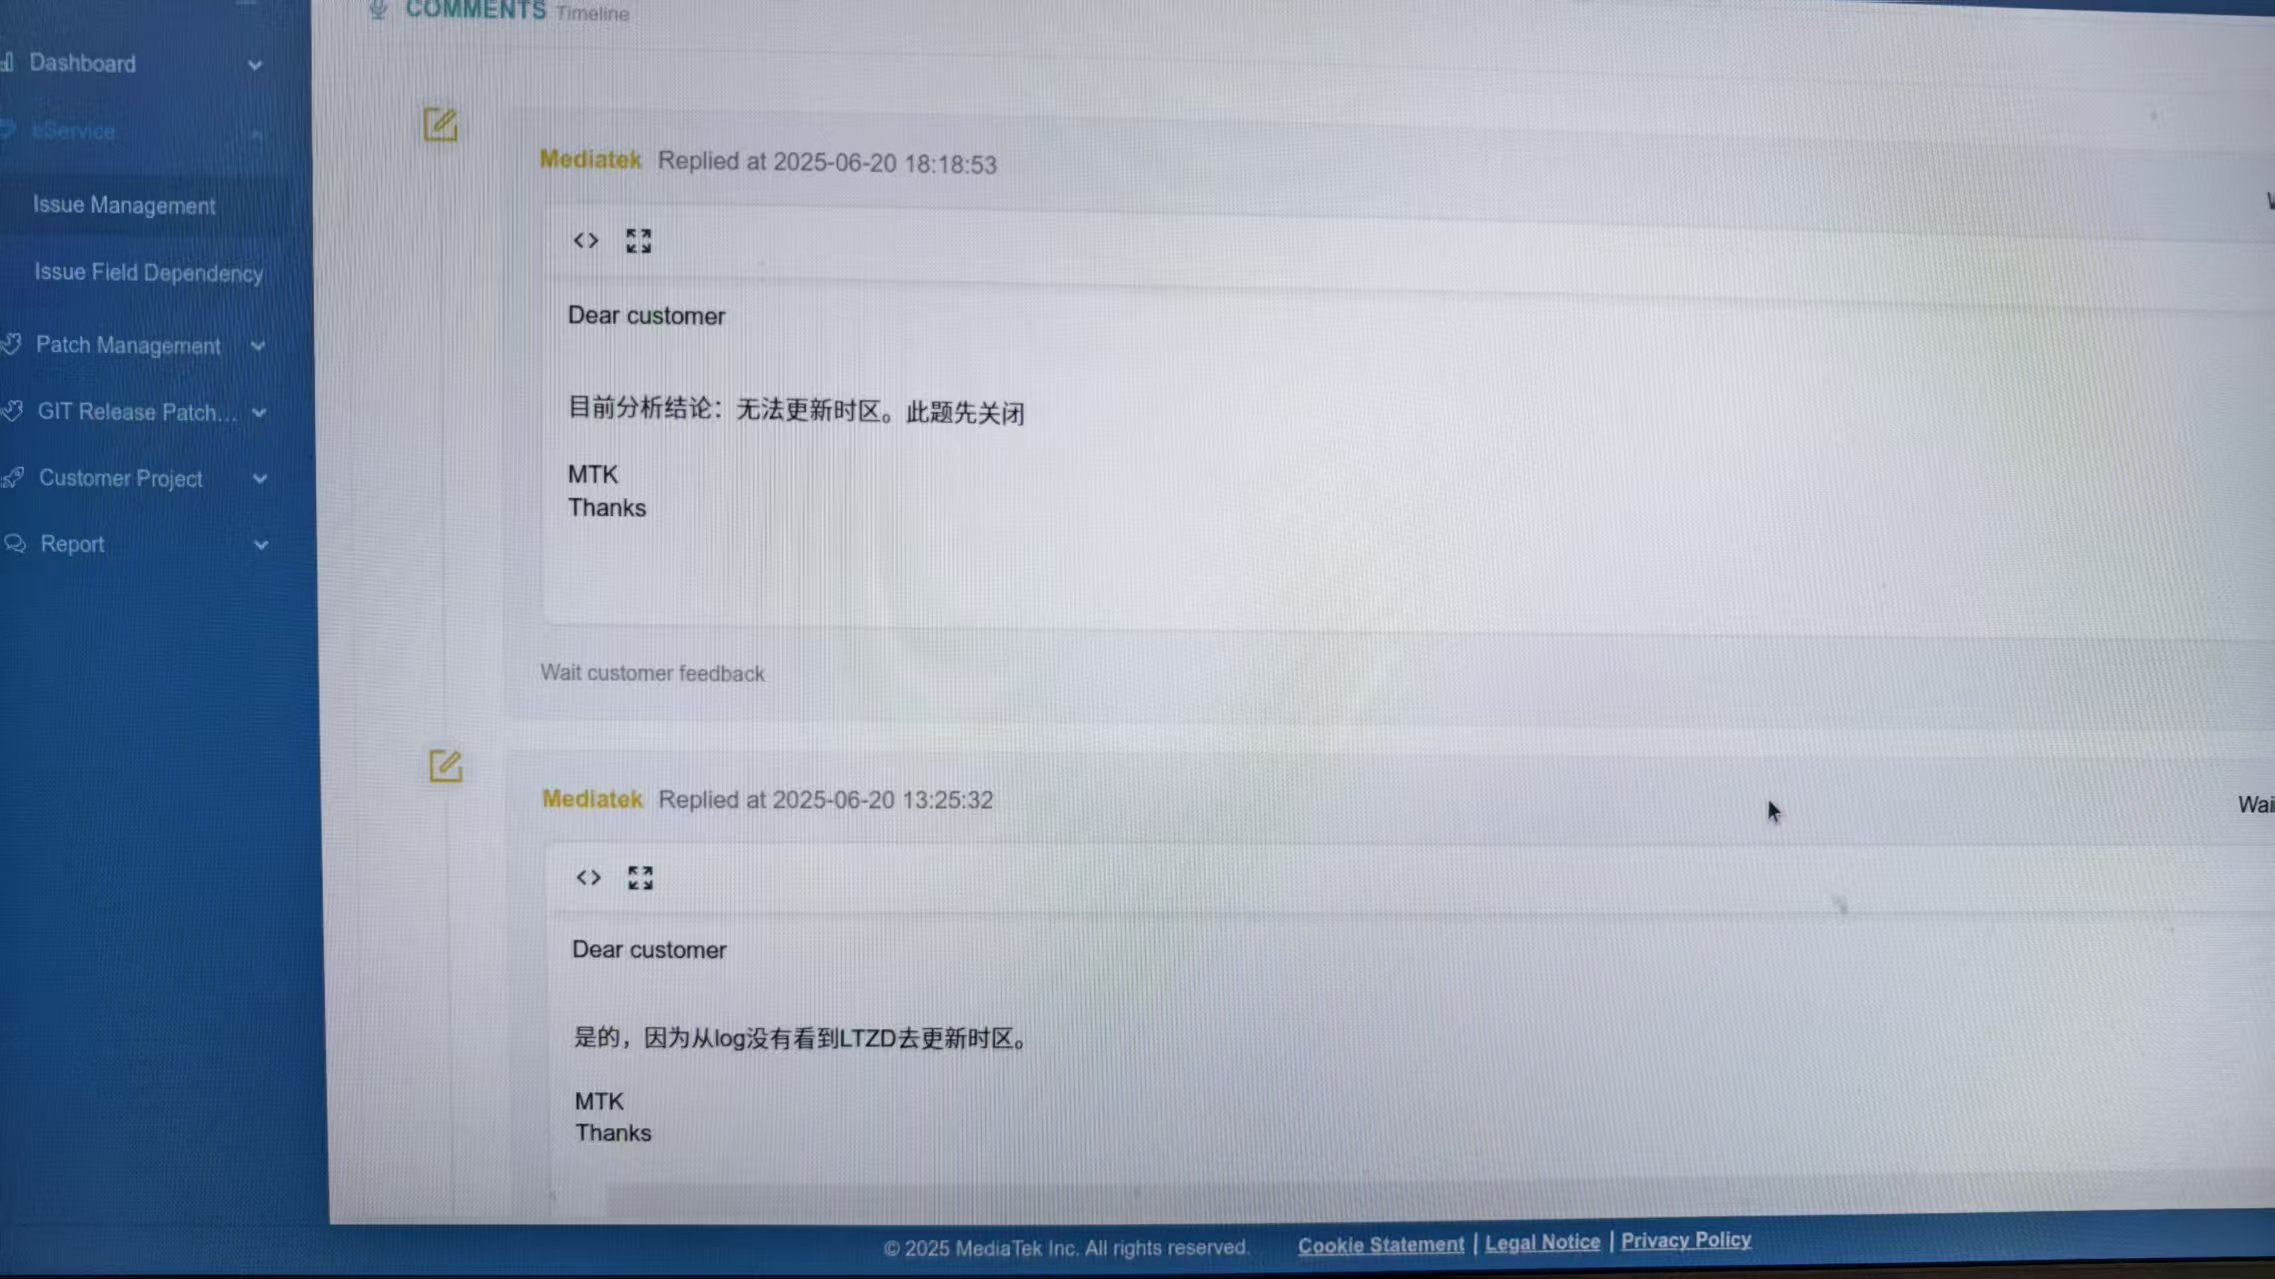 COMMENTS Timeline
Dashboard
eService
Issue Management
Issue Field Dependency
Patch Management
GIT Release Patch...
Customer Project
Report
Mediatek Replied at 2025-06-20 18:18:53
Dear customer
目前分析结论：无法更新时区。此题先关闭
MTK
Thanks
Wait customer feedback
Mediatek Replied at 2025-06-20 13:25:32
Dear customer
是的，因为从log没有看到LTZD去更新时区。
MTK
Thanks
© 2025 MediaTek Inc. All rights reserved. Cookie Statement | Legal Notice | Privacy Policy